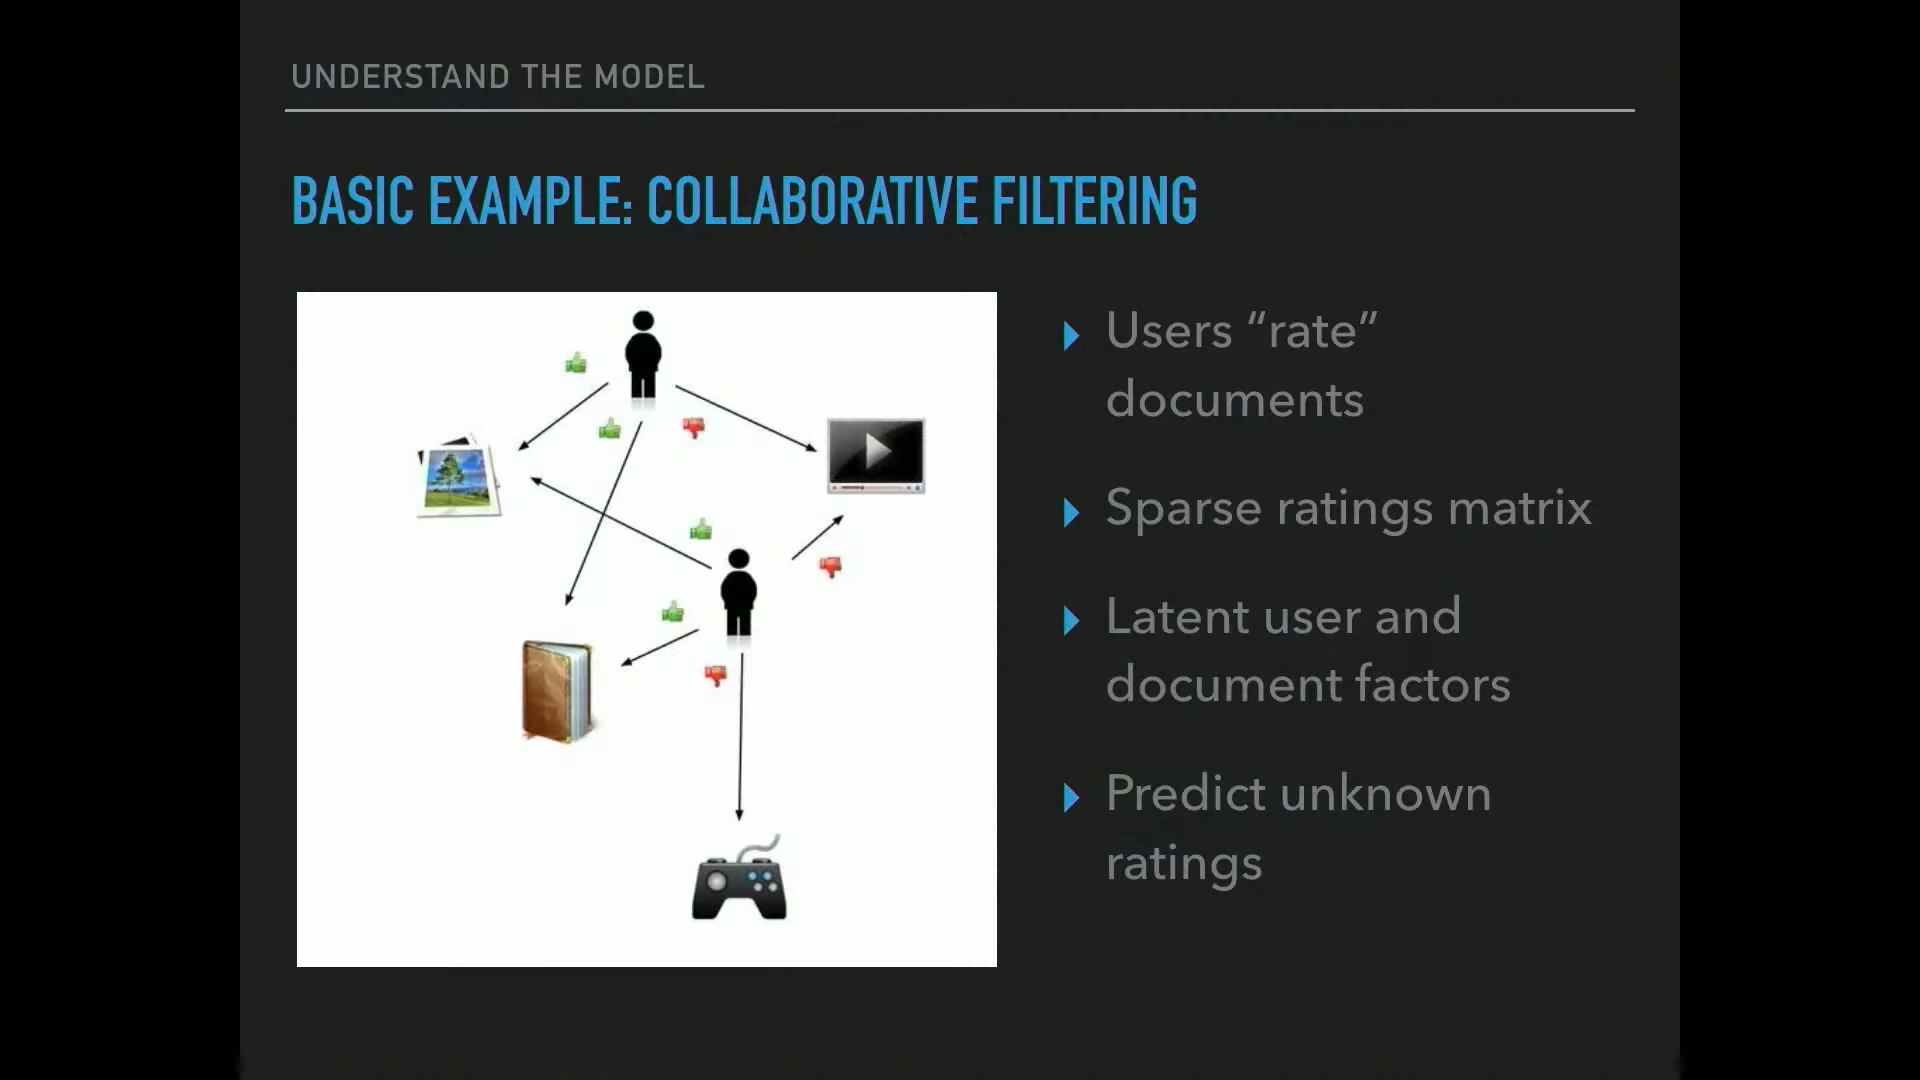 UNDERSTAND THE MODEL
BASIC EXAMPLE: COLLABORATIVE FILTERING
Users “rate”
documents
Sparse ratings matrix
Latent user and
document factors
Predict unknown
ratings